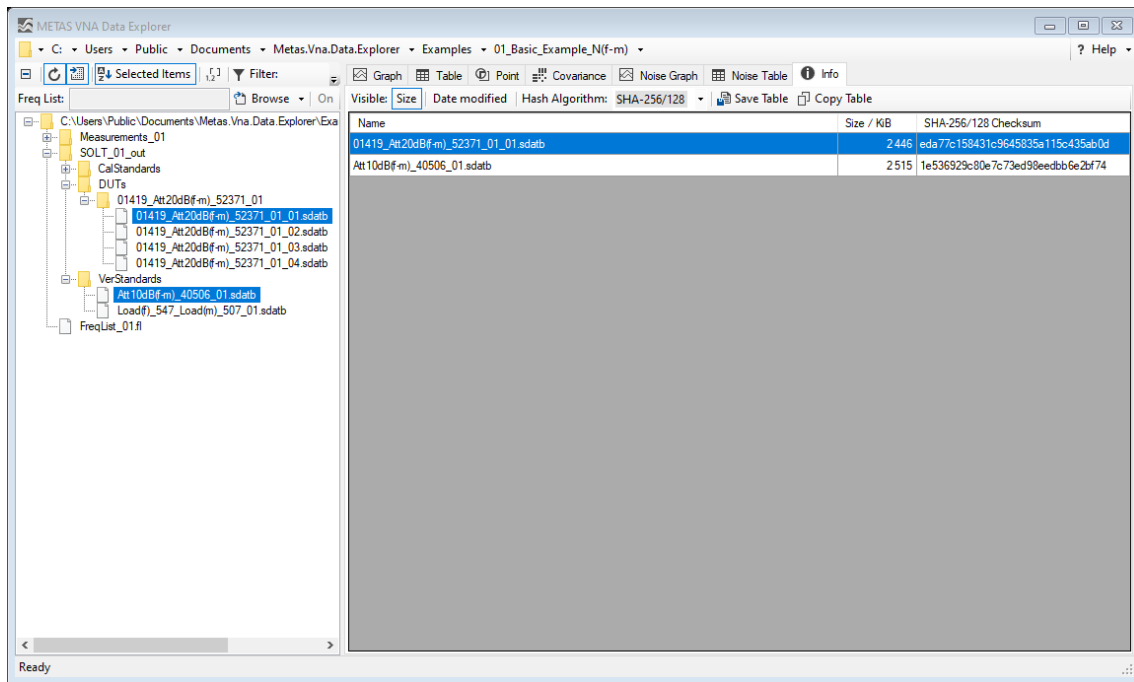 METAS VNA Data Explorer
C: Users Public Documents Metas.Vna.Data.Explorer Examples 01_Basic_Example_N(f-m) ? Help
Selected Items Filter: Graph Table Point Covariance Noise Graph Noise Table Info
Freq List: Browse On Visible: Size Date modified Hash Algorithm: SHA-256/128 Save Table Copy Table
C:\Users\Public\Documents\Metas.Vna.Data.Explorer\Exa
Measurements_01
SOLT_01_out
CalStandards
DUTs
01419_Att20dB(f-m)_52371_01
01419_Att20dB(f-m)_52371_01_01.sdatb
01419_Att20dB(f-m)_52371_01_02.sdatb
01419_Att20dB(f-m)_52371_01_03.sdatb
01419_Att20dB(f-m)_52371_01_04.sdatb
VerStandards
Att10dB(f-m)_40506_01.sdatb
Load(f)_547_Load(m)_507_01.sdatb
FreqList_01.fl
Name Size / KiB SHA-256/128 Checksum
01419_Att20dB(f-m)_52371_01_01.sdatb 2 446 eda77c158431c9645835a115c435ab0d
Att10dB(f-m)_40506_01.sdatb 2 515 1e536929c80e7c73ed98eedbb6e2bf74
Ready